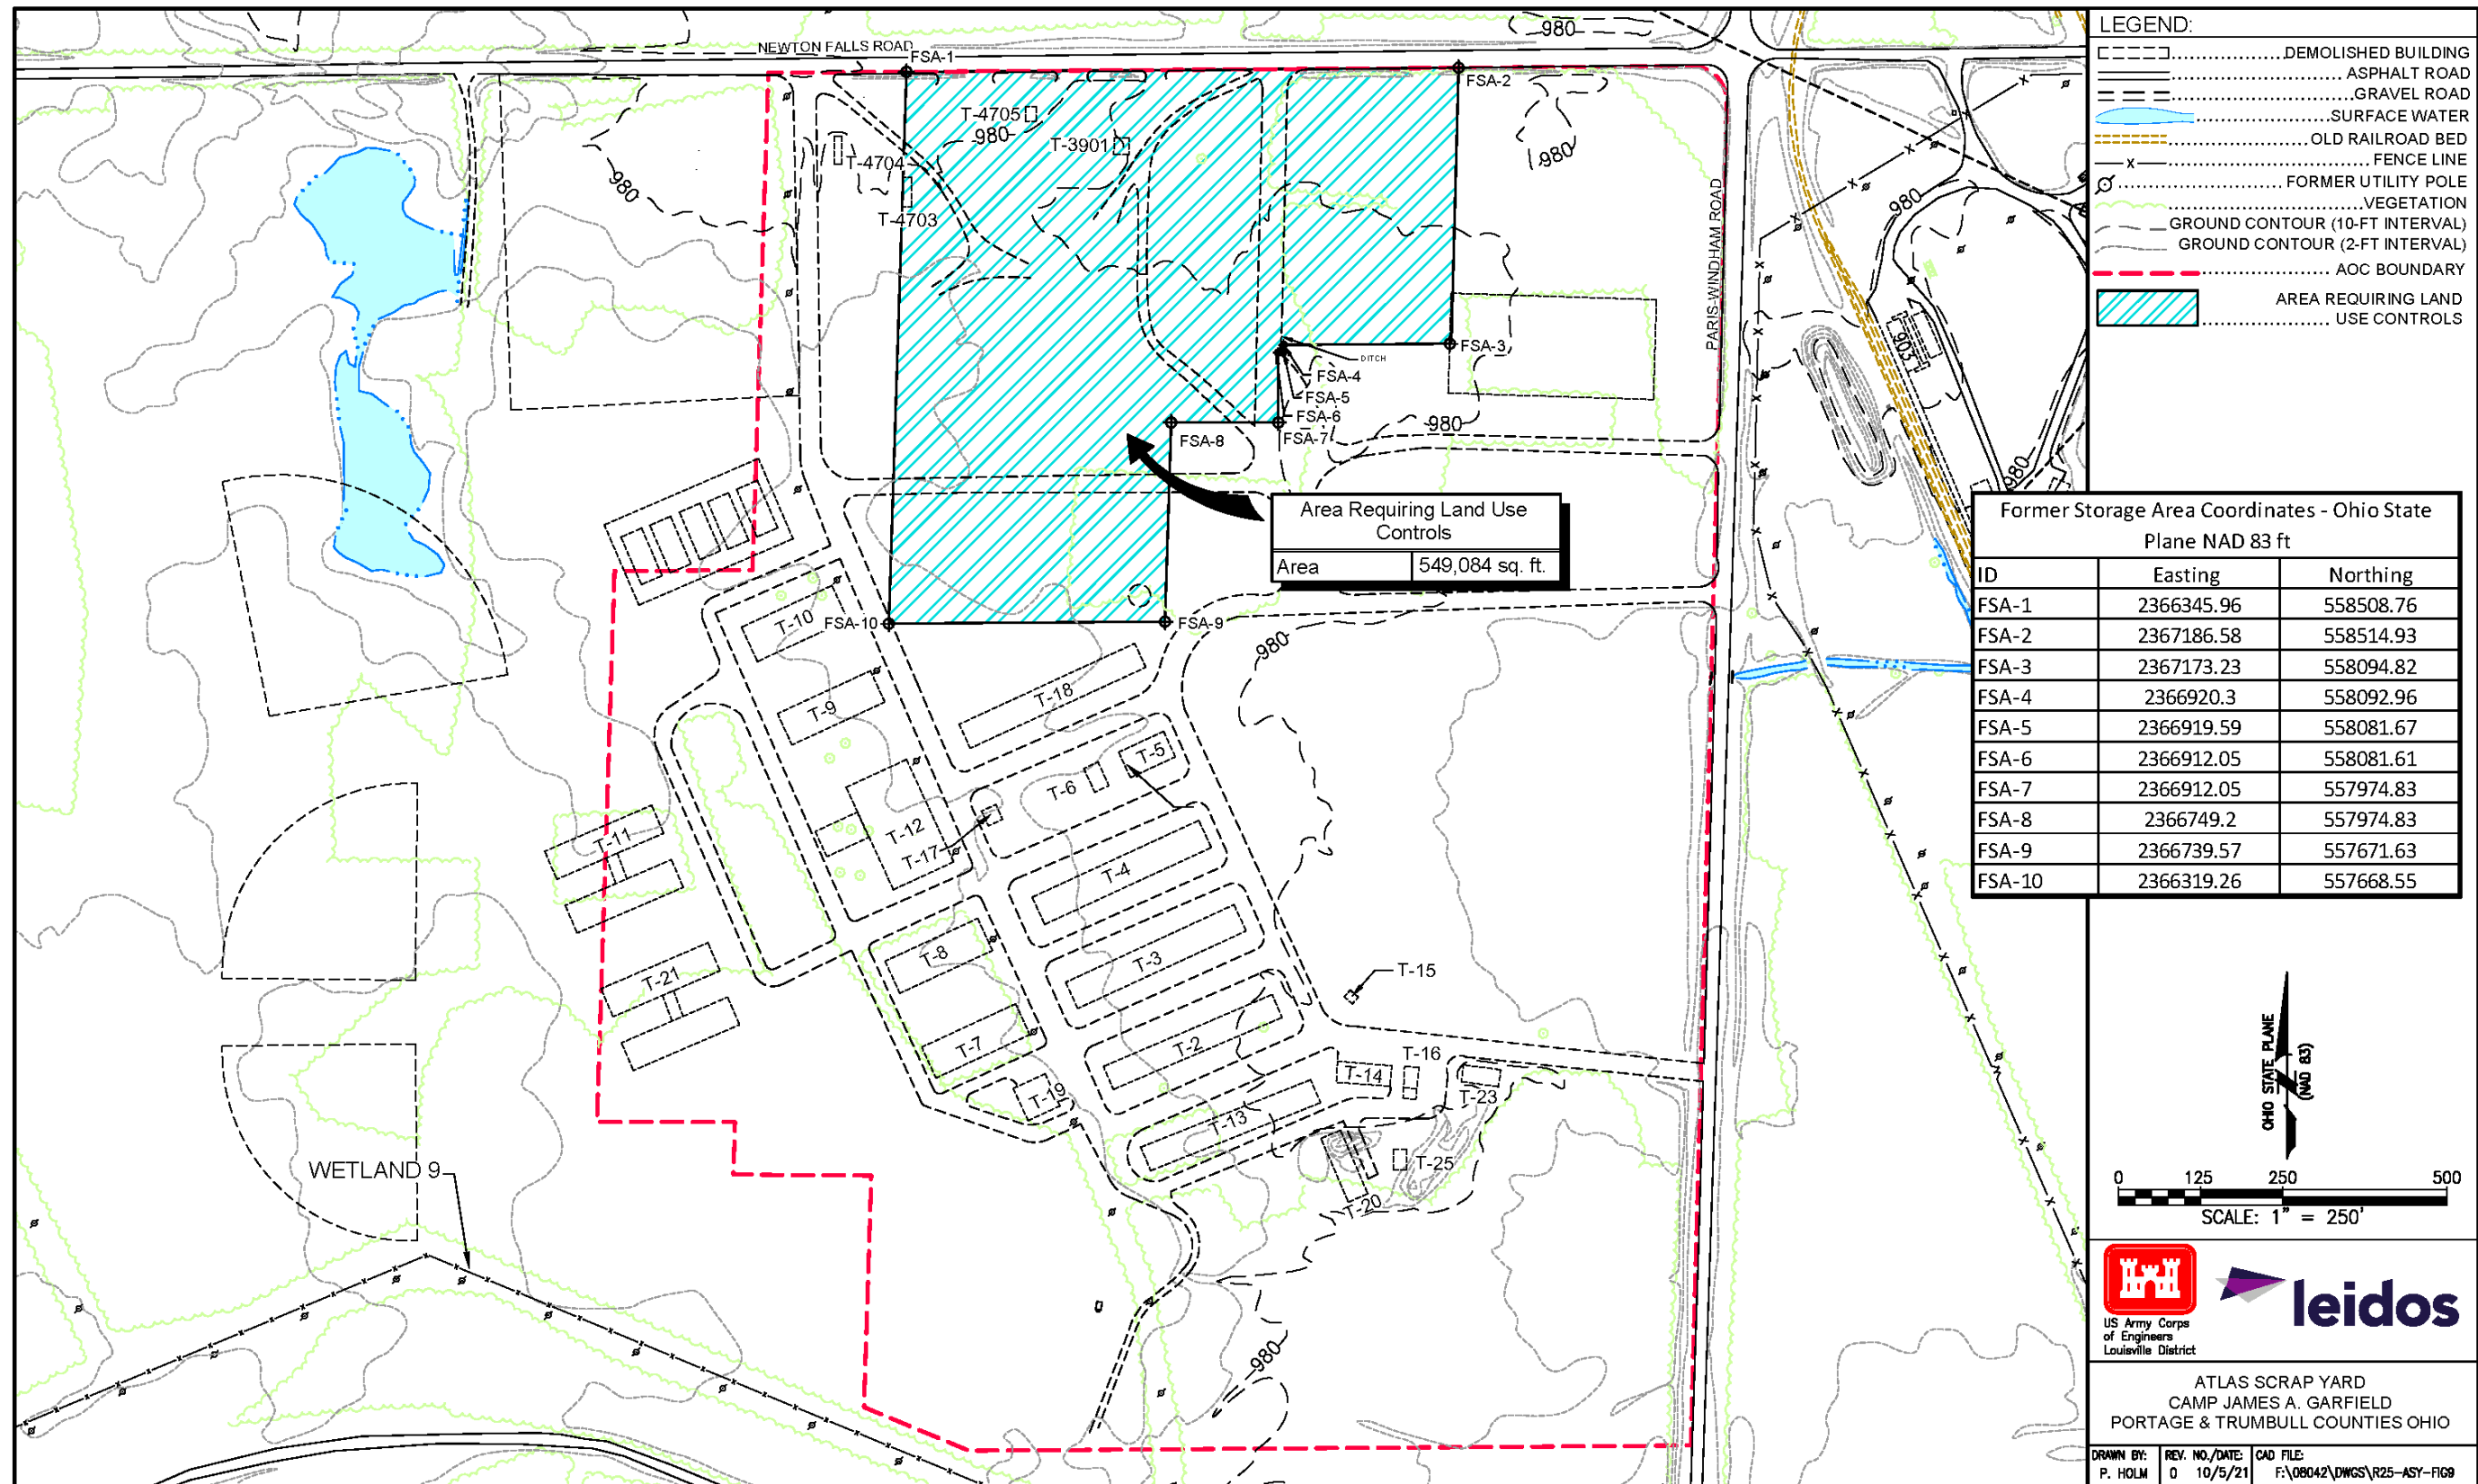 NEWTON FALLS ROAD
FSA-1
980
FSA-2
T-4705
980
T-3901
980
T-4704
980
T-4703
PARIS-WINDHAM ROAD
980
FSA-3
DITCH
FSA-4
FSA-5
FSA-6
980
FSA-8
FSA-7
903
980
Area Requiring Land Use
Controls
Area 549,084 sq. ft.
T-10
FSA-10
FSA-9
980
T-18
T-9
T-5
T-6
T-12
T-11
T-17
T-4
T-8
T-3
T-15
T-21
T-7
T-2
T-16
T-14
T-19
T-23
T-13
T-25
T-20
WETLAND 9
980
LEGEND:
DEMOLISHED BUILDING
ASPHALT ROAD
GRAVEL ROAD
SURFACE WATER
OLD RAILROAD BED
x FENCE LINE
FORMER UTILITY POLE
VEGETATION
GROUND CONTOUR (10-FT INTERVAL)
GROUND CONTOUR (2-FT INTERVAL)
AOC BOUNDARY
AREA REQUIRING LAND
USE CONTROLS
Former Storage Area Coordinates - Ohio State
Plane NAD 83 ft
ID Easting Northing
FSA-1 2366345.96 558508.76
FSA-2 2367186.58 558514.93
FSA-3 2367173.23 558094.82
FSA-4 2366920.3 558092.96
FSA-5 2366919.59 558081.67
FSA-6 2366912.05 558081.61
FSA-7 2366912.05 557974.83
FSA-8 2366749.2 557974.83
FSA-9 2366739.57 557671.63
FSA-10 2366319.26 557668.55
OHIO STATE PLANE
(NAD 83)
0 125 250 500
SCALE: 1" = 250'
US Army Corps
of Engineers
Louisville District
leidos
ATLAS SCRAP YARD
CAMP JAMES A. GARFIELD
PORTAGE & TRUMBULL COUNTIES OHIO
DRAWN BY: REV. NO./DATE: CAD FILE:
P. HOLM 0 10/5/21 F:\08042\DWGS\R25-ASY-FIG9